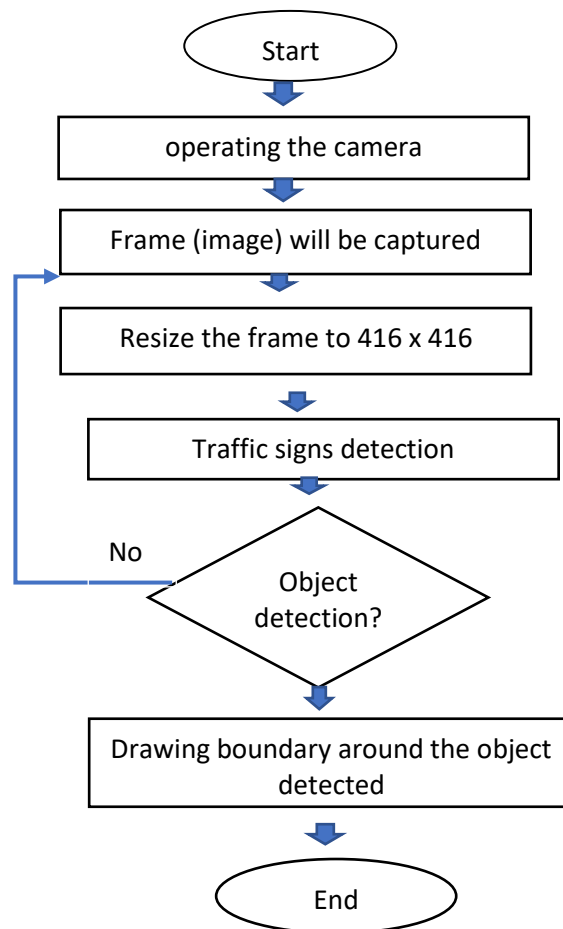 Start
operating the camera
Frame (image) will be captured
Resize the frame to 416 x 416
Traffic signs detection
No
Object
detection?
Drawing boundary around the object
detected
End